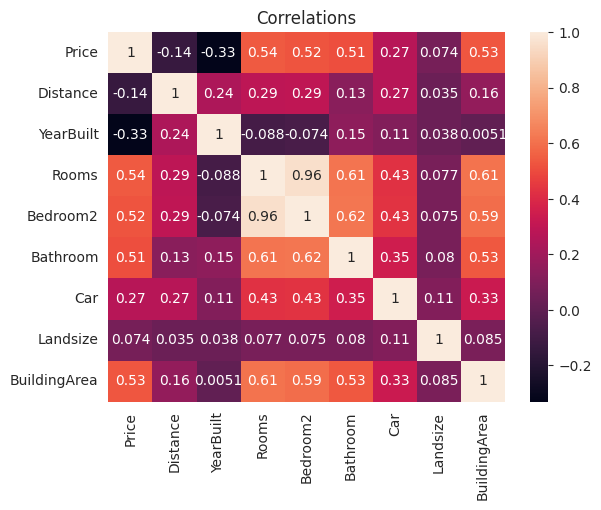 Correlations
Price 1 -0.14 -0.33 0.54 0.52 0.51 0.27 0.074 0.53
Distance -0.14 1 0.24 0.29 0.29 0.13 0.27 0.035 0.16
YearBuilt -0.33 0.24 1 -0.088 -0.074 0.15 0.11 0.038 0.0051
Rooms 0.54 0.29 -0.088 1 0.96 0.61 0.43 0.077 0.61
Bedroom2 0.52 0.29 -0.074 0.96 1 0.62 0.43 0.075 0.59
Bathroom 0.51 0.13 0.15 0.61 0.62 1 0.35 0.08 0.53
Car 0.27 0.27 0.11 0.43 0.43 0.35 1 0.11 0.33
Landsize 0.074 0.035 0.038 0.077 0.075 0.08 0.11 1 0.085
BuildingArea 0.53 0.16 0.0051 0.61 0.59 0.53 0.33 0.085 1
Price Distance YearBuilt Rooms Bedroom2 Bathroom Car Landsize BuildingArea
1.0
0.8
0.6
0.4
0.2
0.0
−0.2